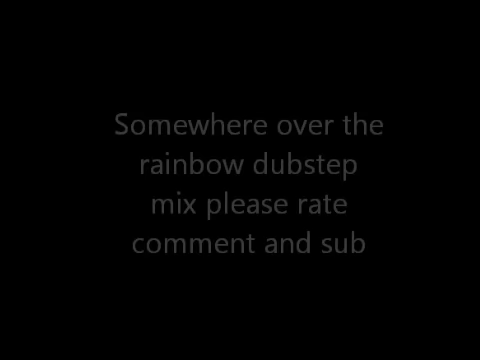 Somewhere over the
rainbow dubstep
mix please rate
comment and sub